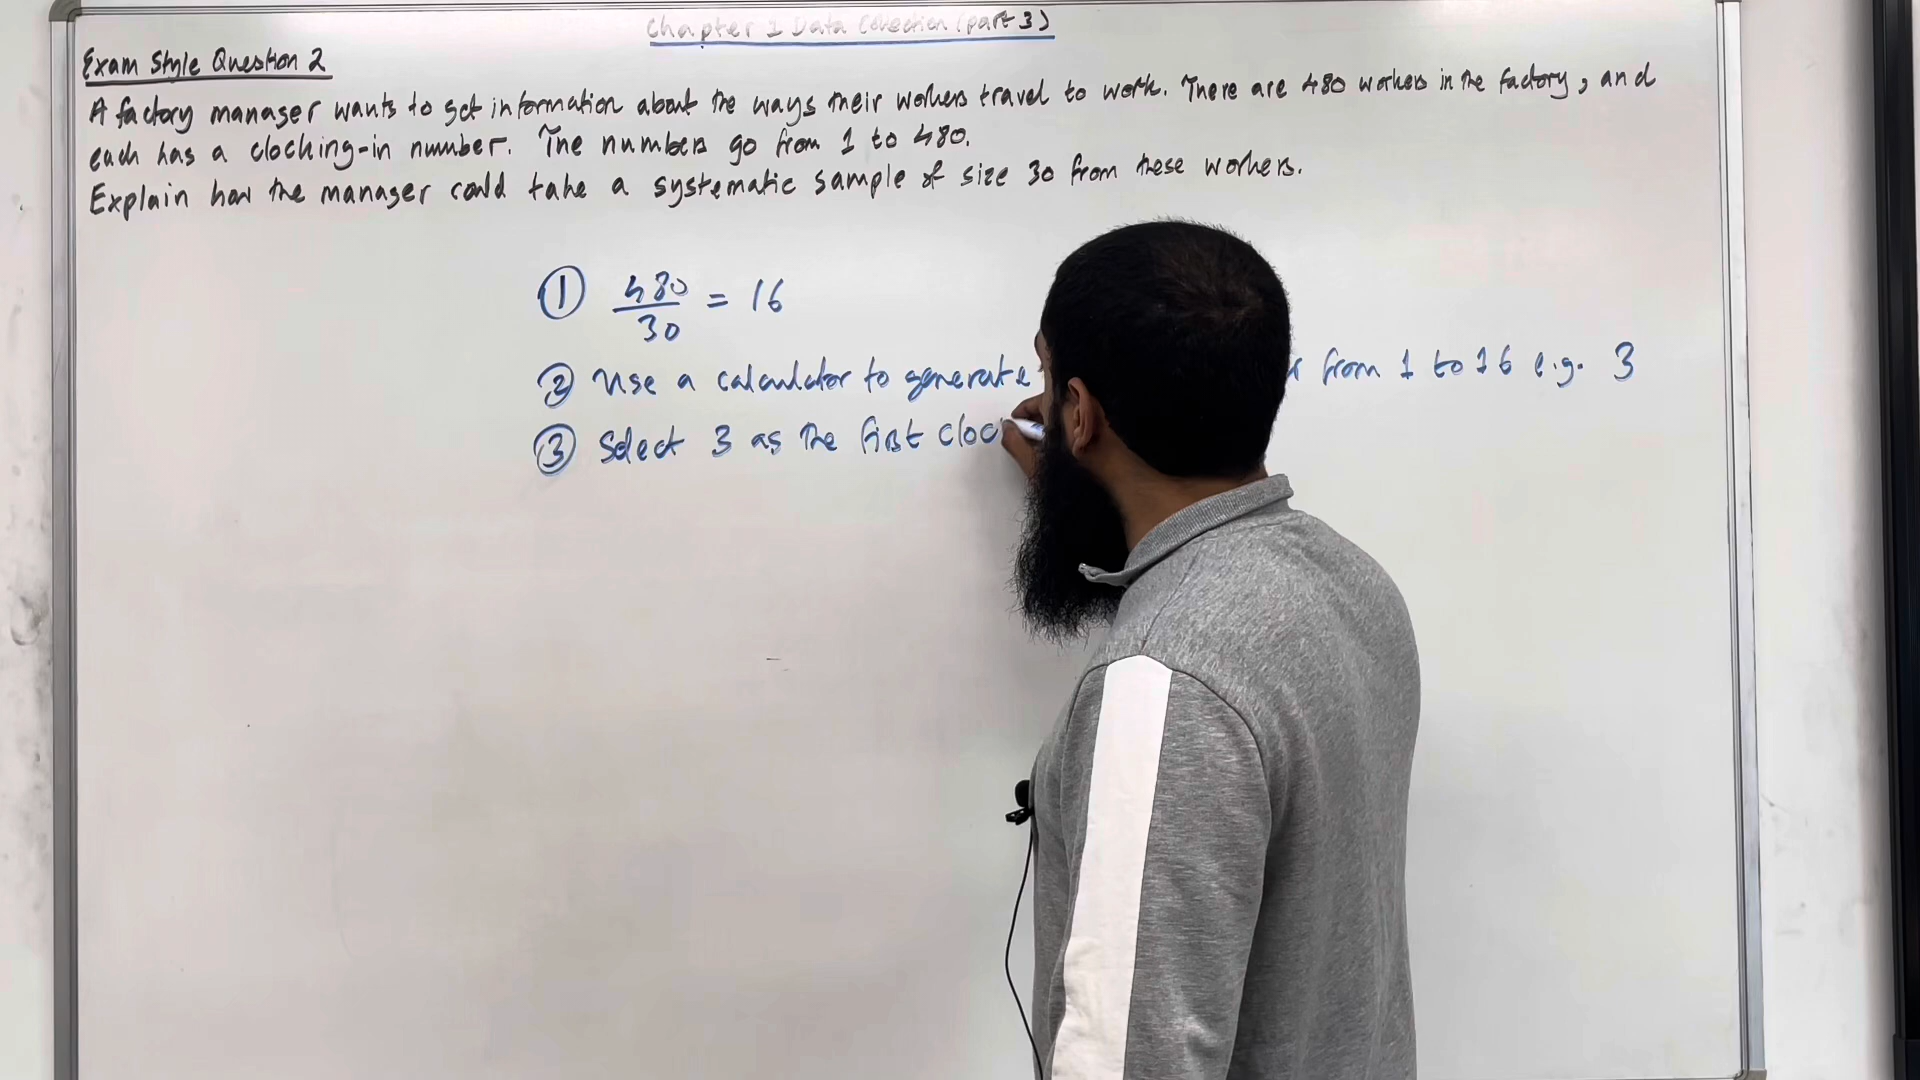 Chapter 1 Data Collection (part 3)
Exam Style Question 2
A factory manager wants to get information about the ways their workers travel to work. There are 480 workers in the factory, and
each has a clocking-in number. The numbers go from 1 to 480.
Explain how the manager could take a systematic sample of size 30 from these workers.
① 480/30 = 16
② Use a calculator to generate from 1 to 16 e.g. 3
③ Select 3 as the first cloc